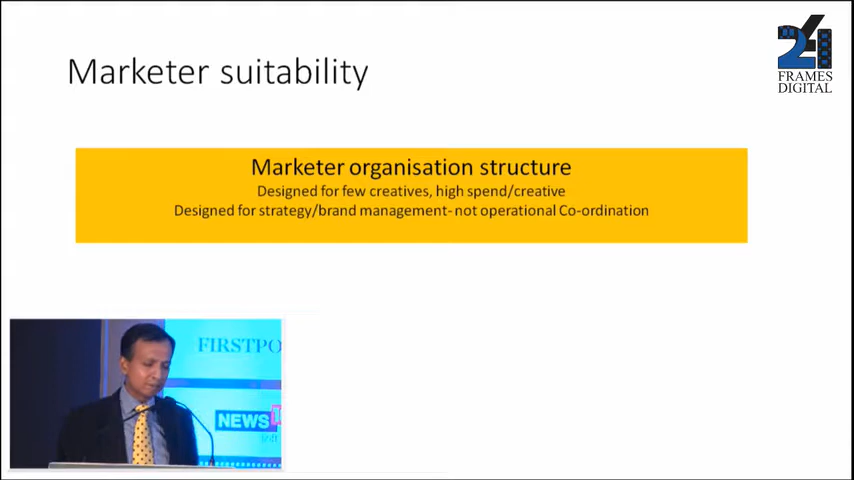 Marketer suitability
24
FRAMES
DIGITAL
Marketer organisation structure
Designed for few creatives, high spend/creative
Designed for strategy/brand management- not operational Co-ordination
FIRSTPO
NEWS